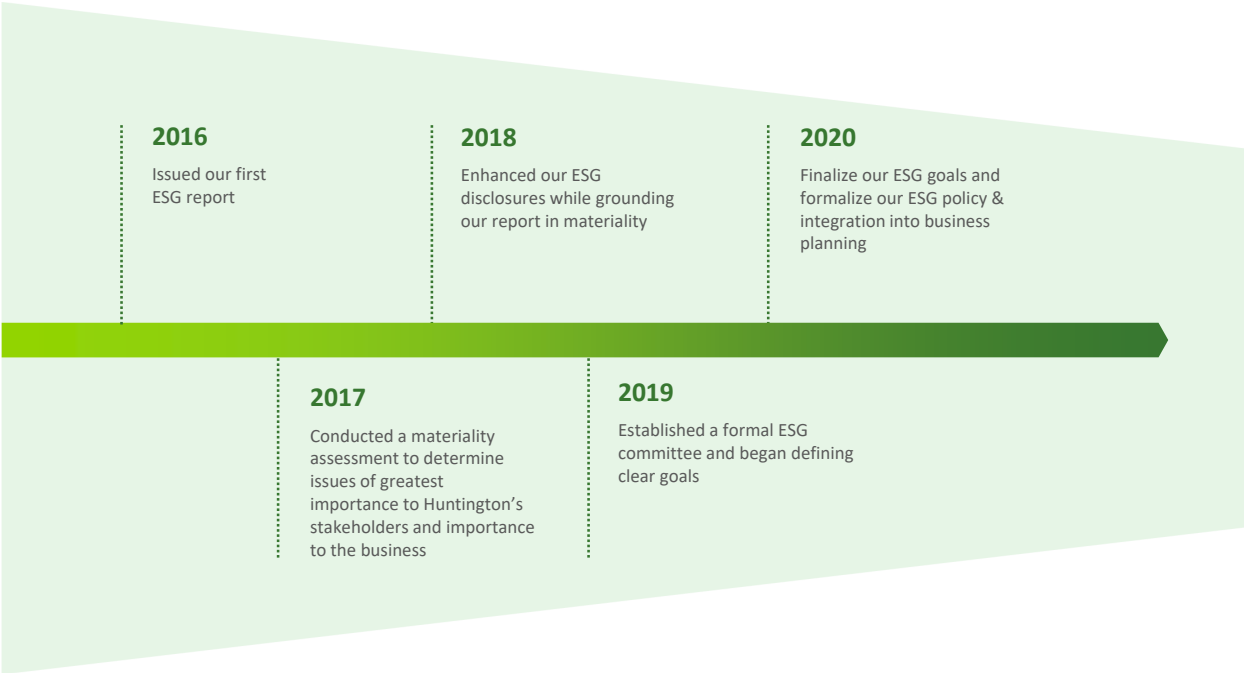 2016
Issued our first
ESG report
2018
Enhanced our ESG
disclosures while grounding
our report in materiality
2020
Finalize our ESG goals and
formalize our ESG policy &
integration into business
planning
2017
Conducted a materiality
assessment to determine
issues of greatest
importance to Huntington’s
stakeholders and importance
to the business
2019
Established a formal ESG
committee and began defining
clear goals